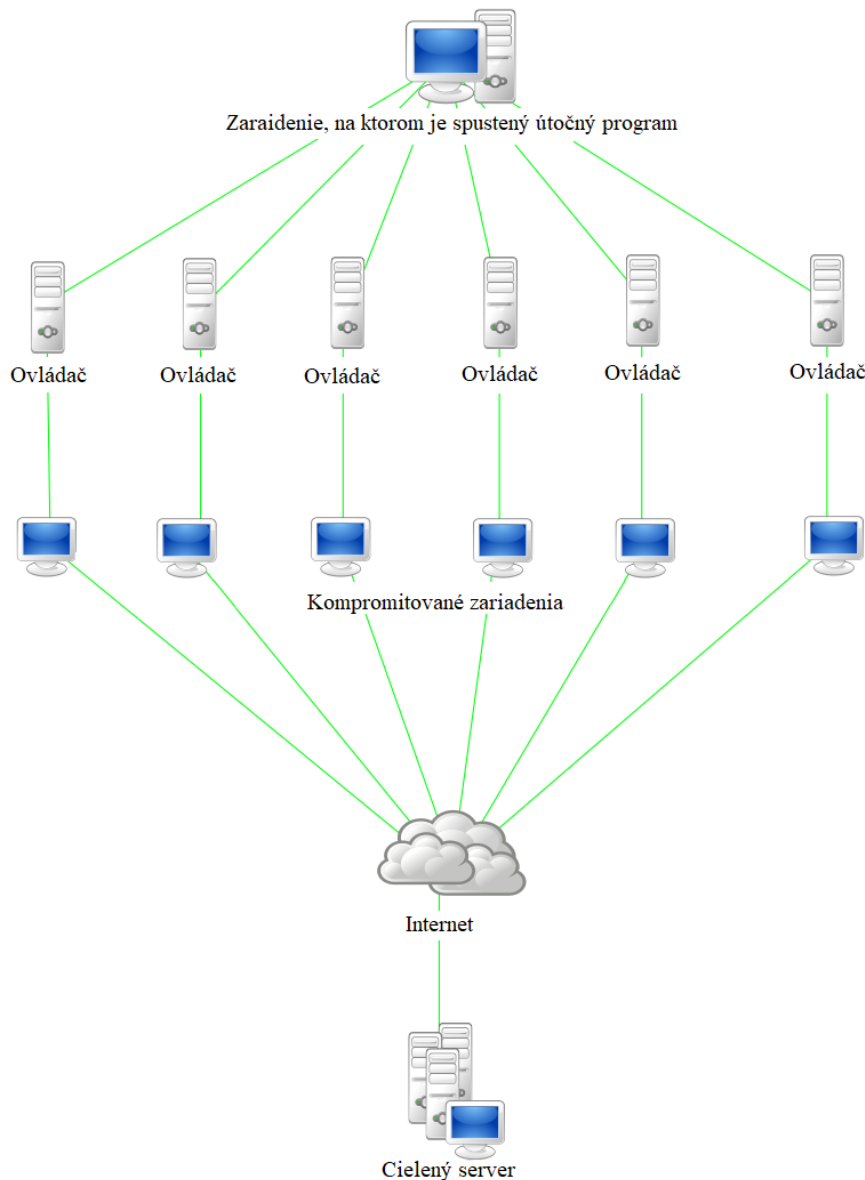 Zaraidenie, na ktorom je spustený útočný program
Ovládač Ovládač Ovládač Ovládač Ovládač Ovládač
Kompromitované zariadenia
Internet
Cielený server